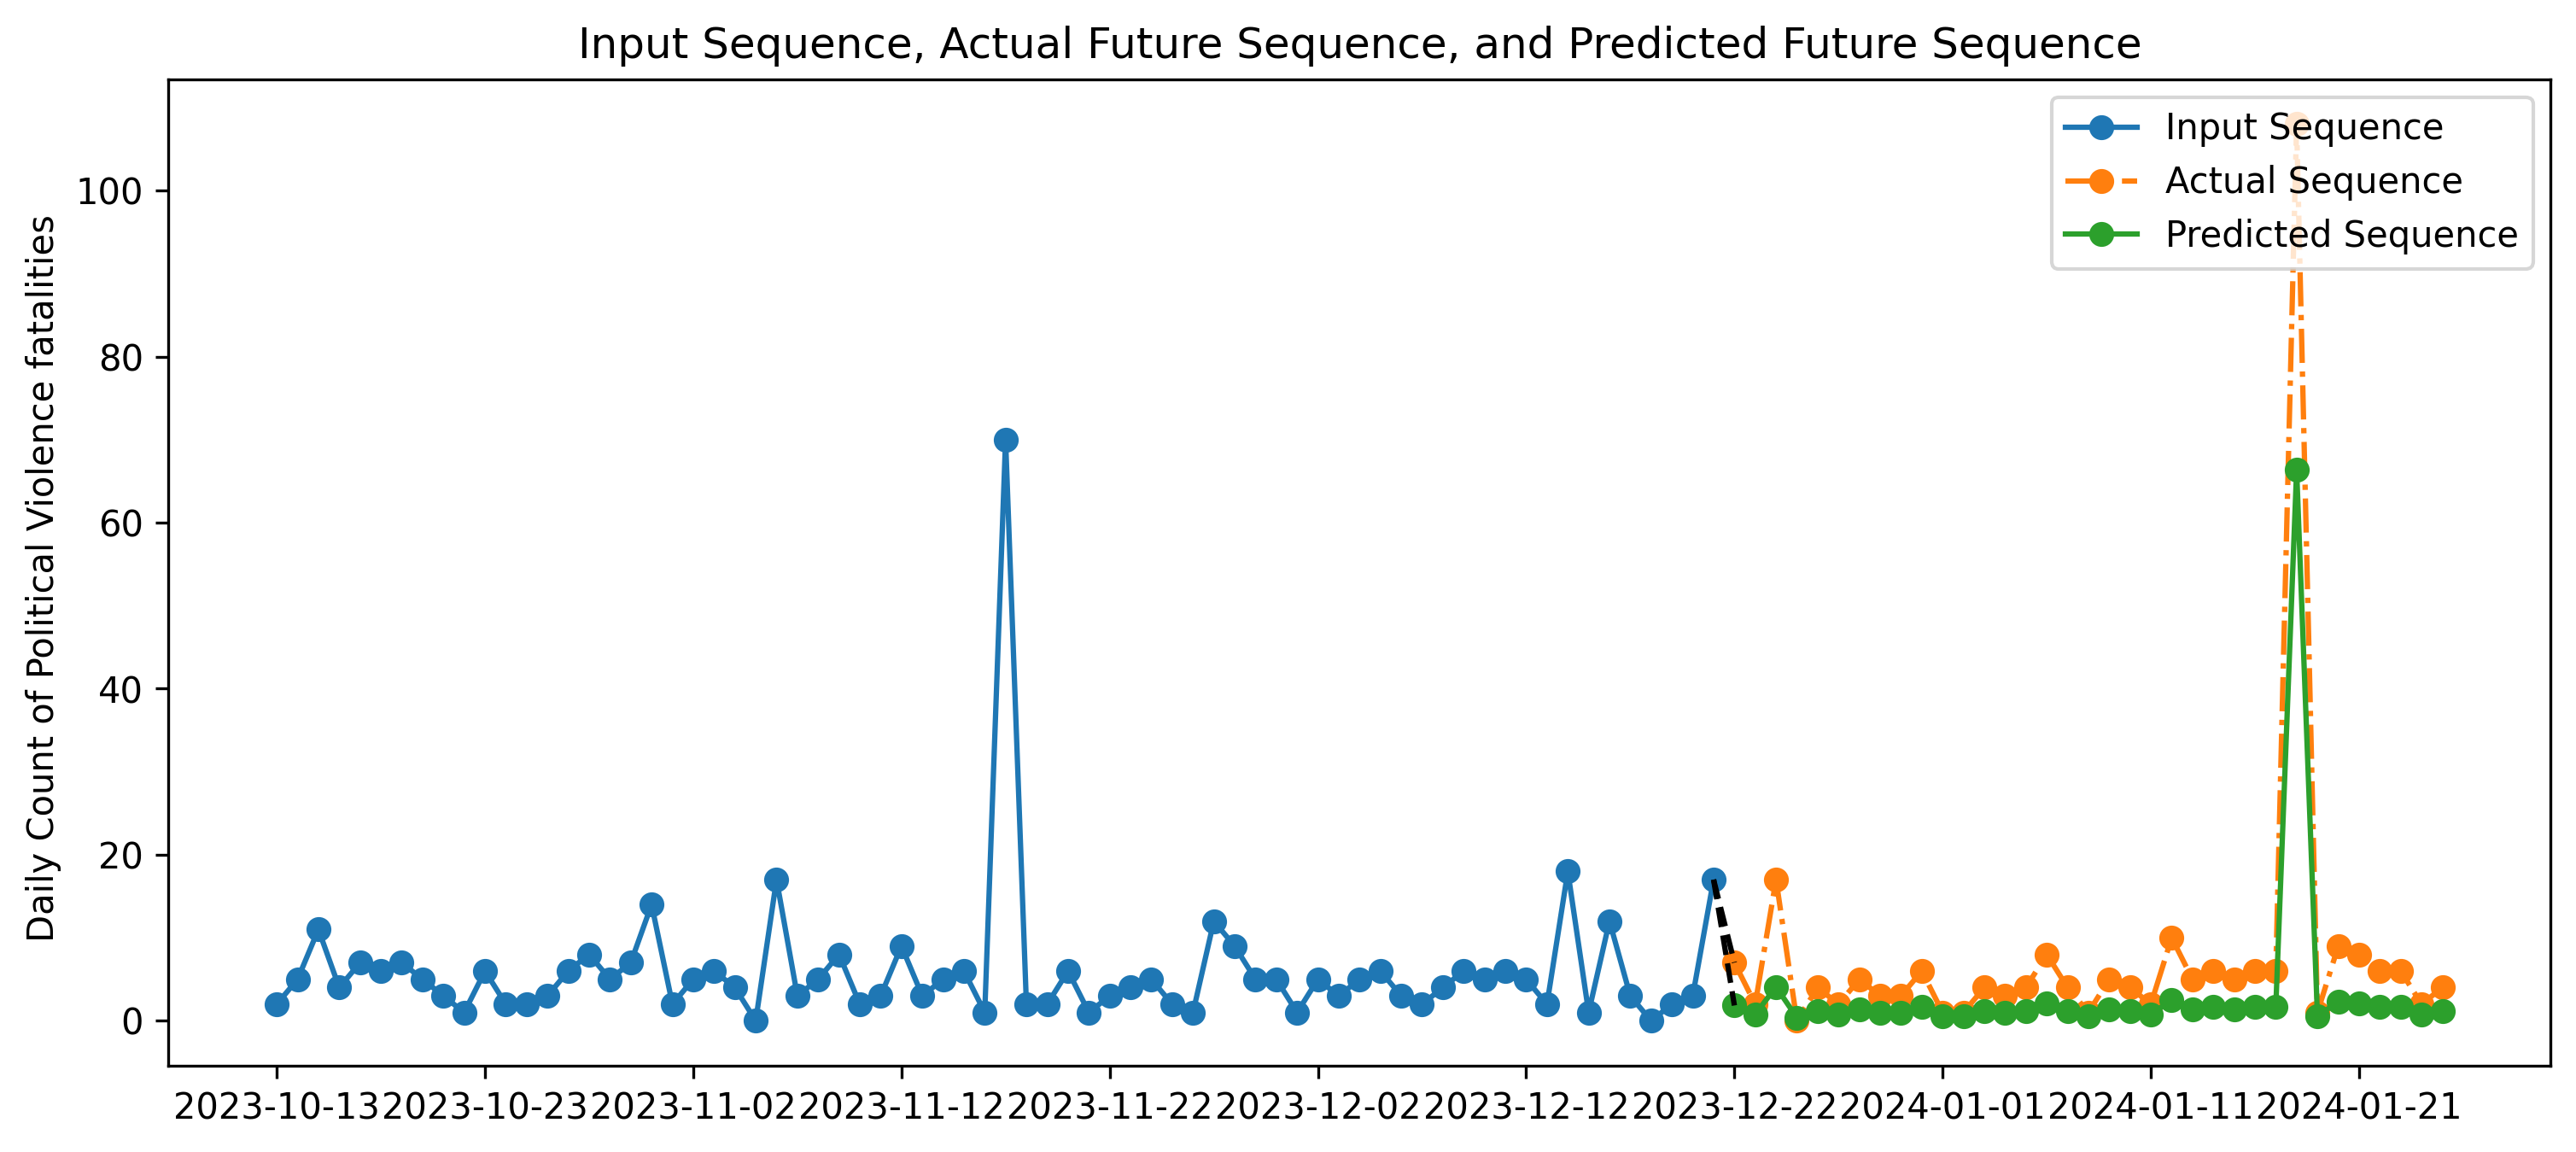 Input Sequence, Actual Future Sequence, and Predicted Future Sequence
Daily Count of Political Violence fatalities
100
80
60
40
20
0
Input Sequence
Actual Sequence
Predicted Sequence
2023-10-13 2023-10-23 2023-11-02 2023-11-12 2023-11-22 2023-12-02 2023-12-12 2023-12-22 2024-01-01 2024-01-11 2024-01-21